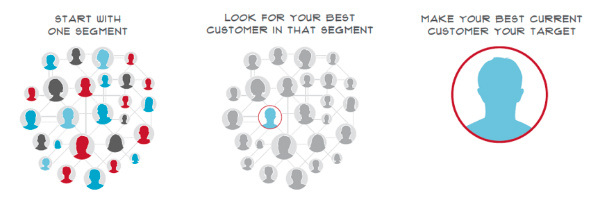 START WITH
ONE SEGMENT
LOOK FOR YOUR BEST
CUSTOMER IN THAT SEGMENT
MAKE YOUR BEST CURRENT
CUSTOMER YOUR TARGET